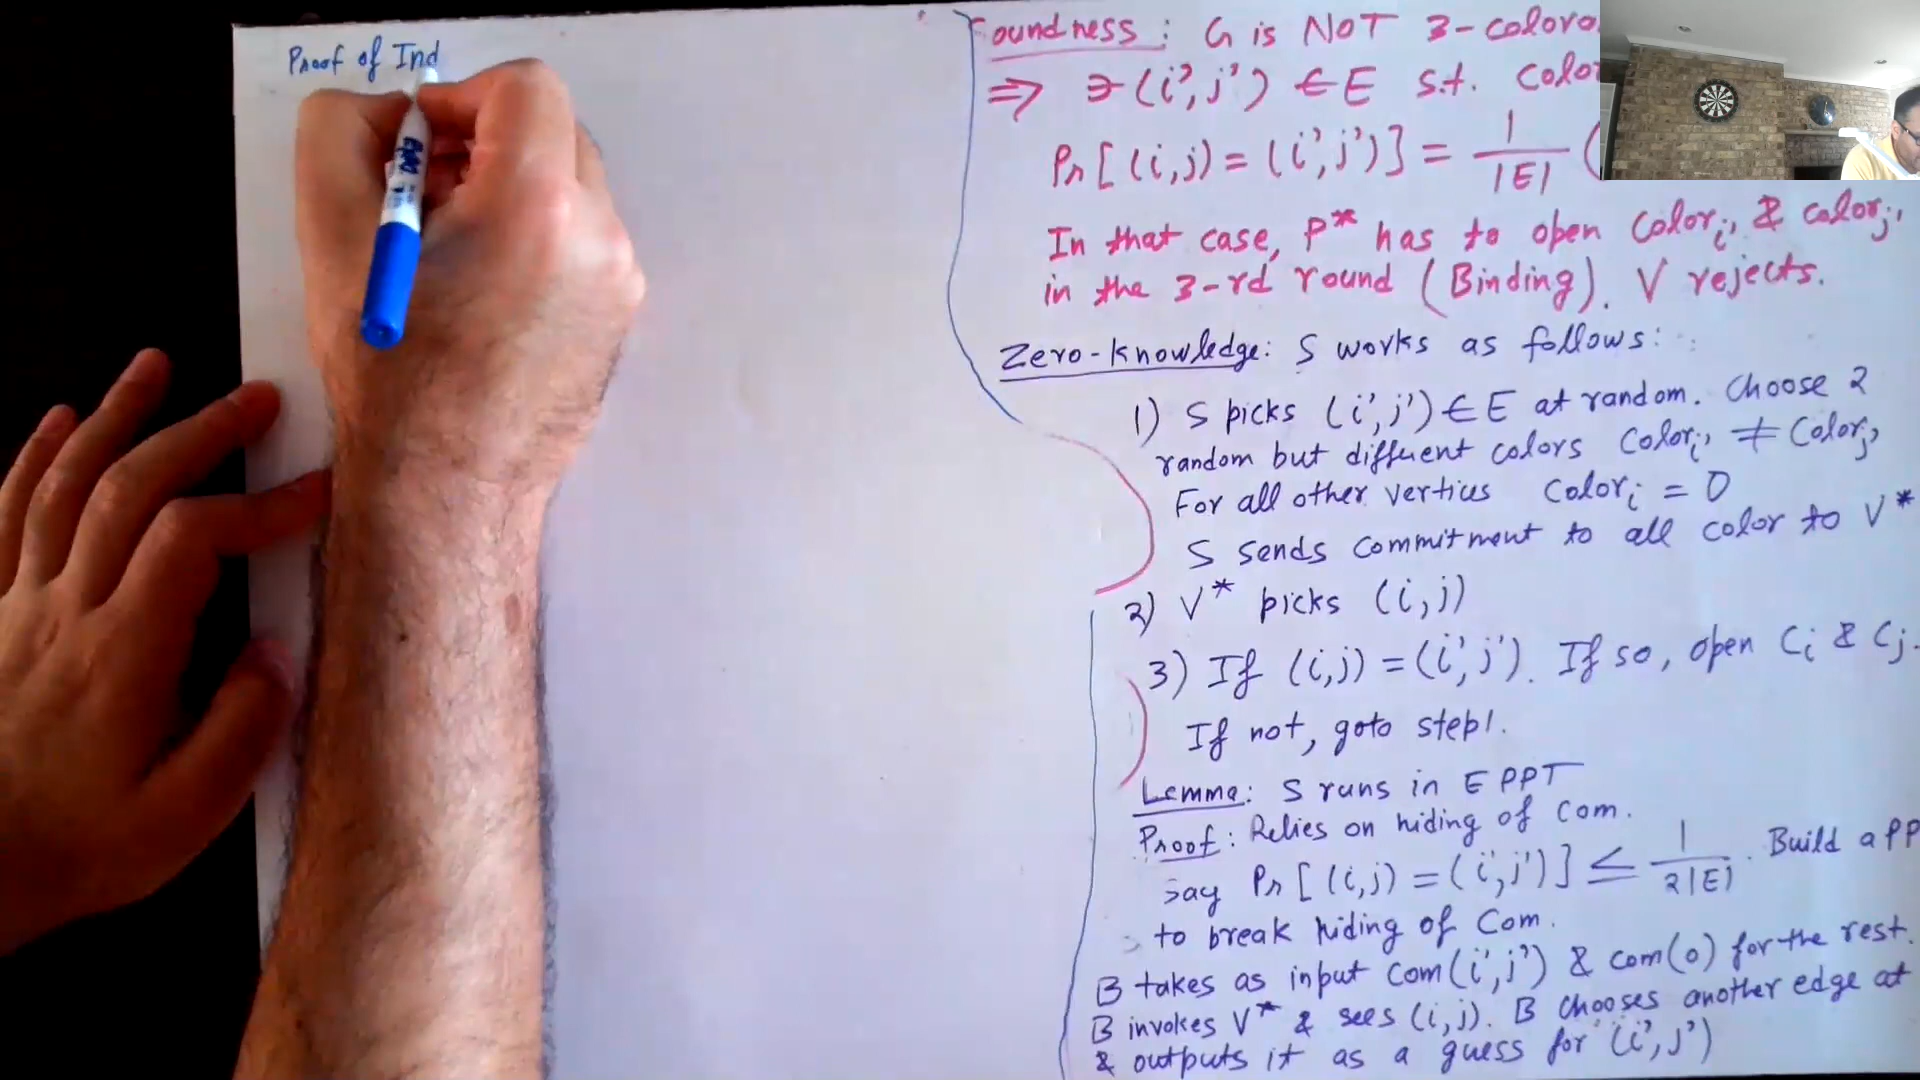 Proof of Ind
Soundness: G is NOT 3-colora
⇒ ∃ (i', j') ∈ E s.t. color
Pr[(i,j) = (i',j')] = 1/|E| (
In that case, P* has to open color_i' & color_j'
in the 3-rd round (Binding). V rejects.
Zero-knowledge: S works as follows:
1) S picks (i',j') ∈ E at random. Choose 2
random but different colors color_i' ≠ color_j'
For all other vertices color_i = 0
S sends commitment to all color to V*
2) V* picks (i,j)
3) If (i,j) = (i',j'). If so, open C_i & C_j.
If not, goto step 1.
Lemma: S runs in EPPT
Proof: Relies on hiding of Com.
Say Pr[(i,j) = (i',j')] ≤ 1/2|E|. Build a PP
to break hiding of Com.
B takes as input com(i',j') & com(0) for the rest.
B invokes V* & sees (i,j). B chooses another edge at
& outputs it as a guess for (i',j')